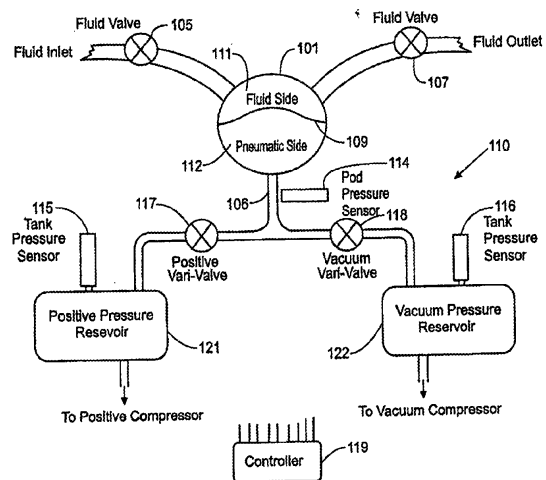 Fluid Valve
105
Fluid Inlet
111
101
Fluid Valve
Fluid Outlet
107
Fluid Side
109
Pneumatic Side
112
114
110
106
Pod
Pressure
Sensor
115
Tank
Pressure
Sensor
117
118
116
Tank
Pressure
Sensor
Positive
Vari-Valve
Vacuum
Vari-Valve
Positive Pressure
Resevoir
121
Vacuum Pressure
Reservoir
122
To Positive Compressor
To Vacuum Compressor
Controller
119